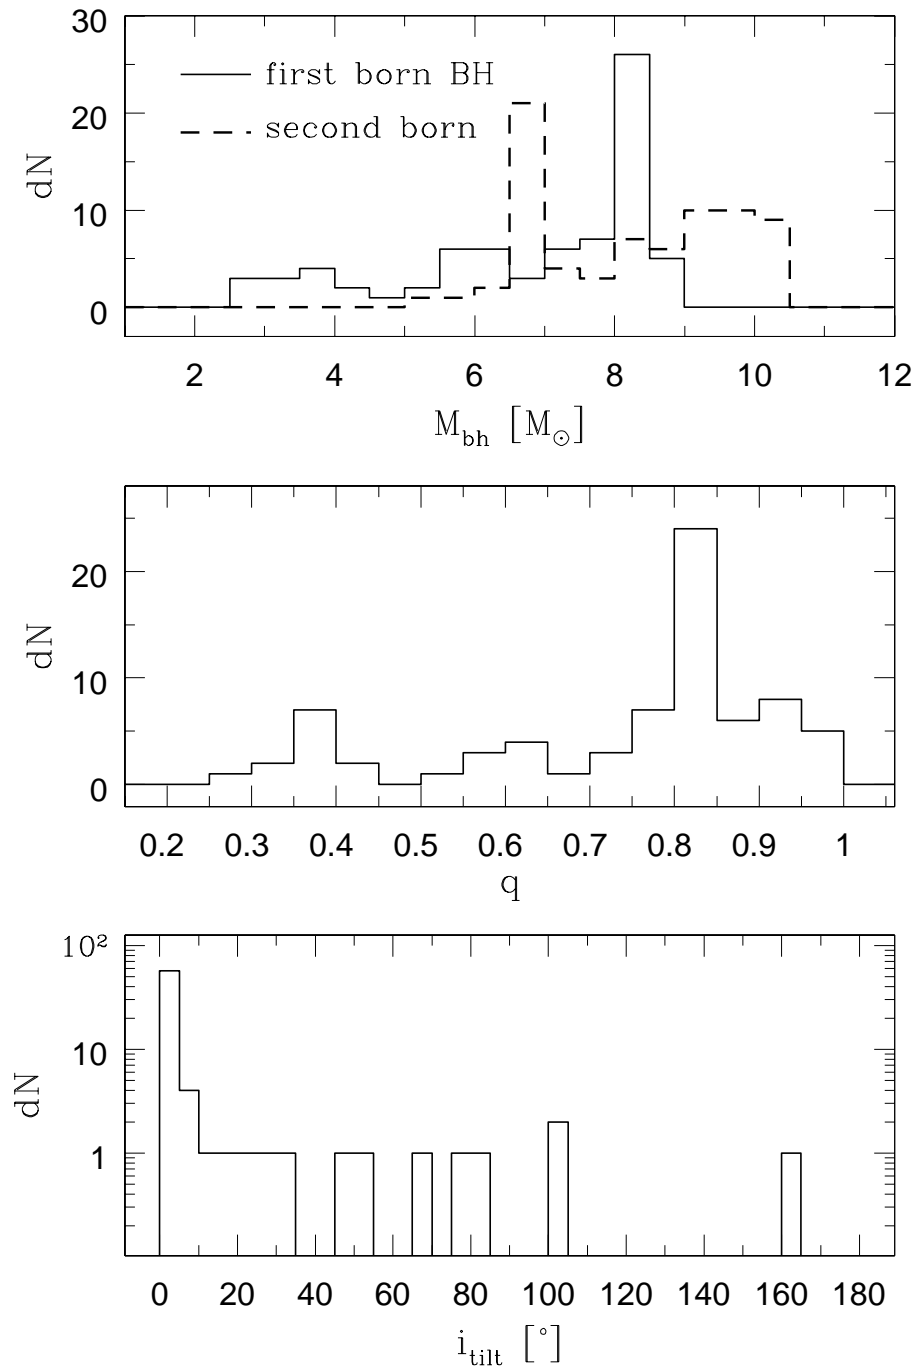 30
20
10
0
dN
first born BH
second born
2 4 6 8 10 12
M_bh [M_⊙]
20
10
0
dN
0.2 0.3 0.4 0.5 0.6 0.7 0.8 0.9 1
q
10²
10
1
dN
0 20 40 60 80 100 120 140 160 180
i_tilt [°]